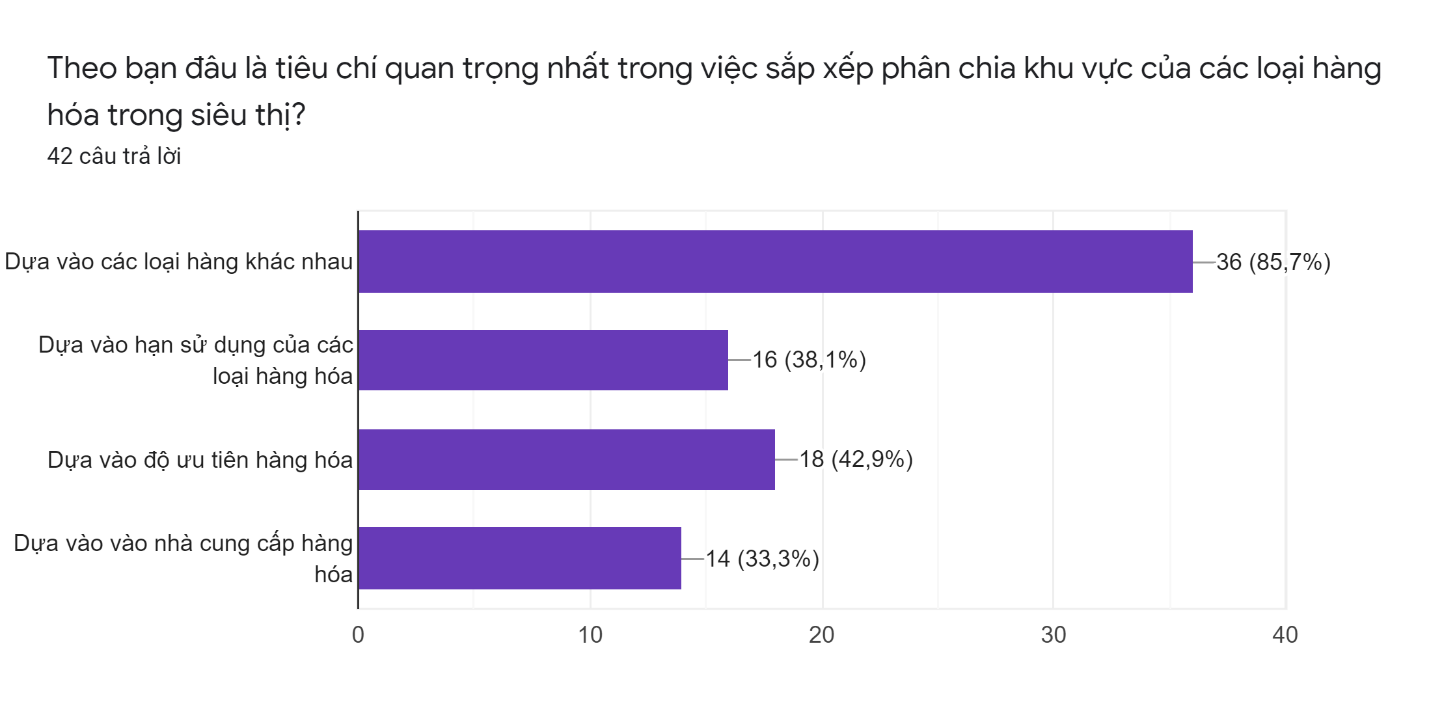 Theo bạn đâu là tiêu chí quan trọng nhất trong việc sắp xếp phân chia khu vực của các loại hàng
hóa trong siêu thị?
42 câu trả lời
Dựa vào các loại hàng khác nhau
36 (85,7%)
Dựa vào hạn sử dụng của các
loại hàng hóa
16 (38,1%)
Dựa vào độ ưu tiên hàng hóa
18 (42,9%)
Dựa vào vào nhà cung cấp hàng
hóa
14 (33,3%)
0 10 20 30 40